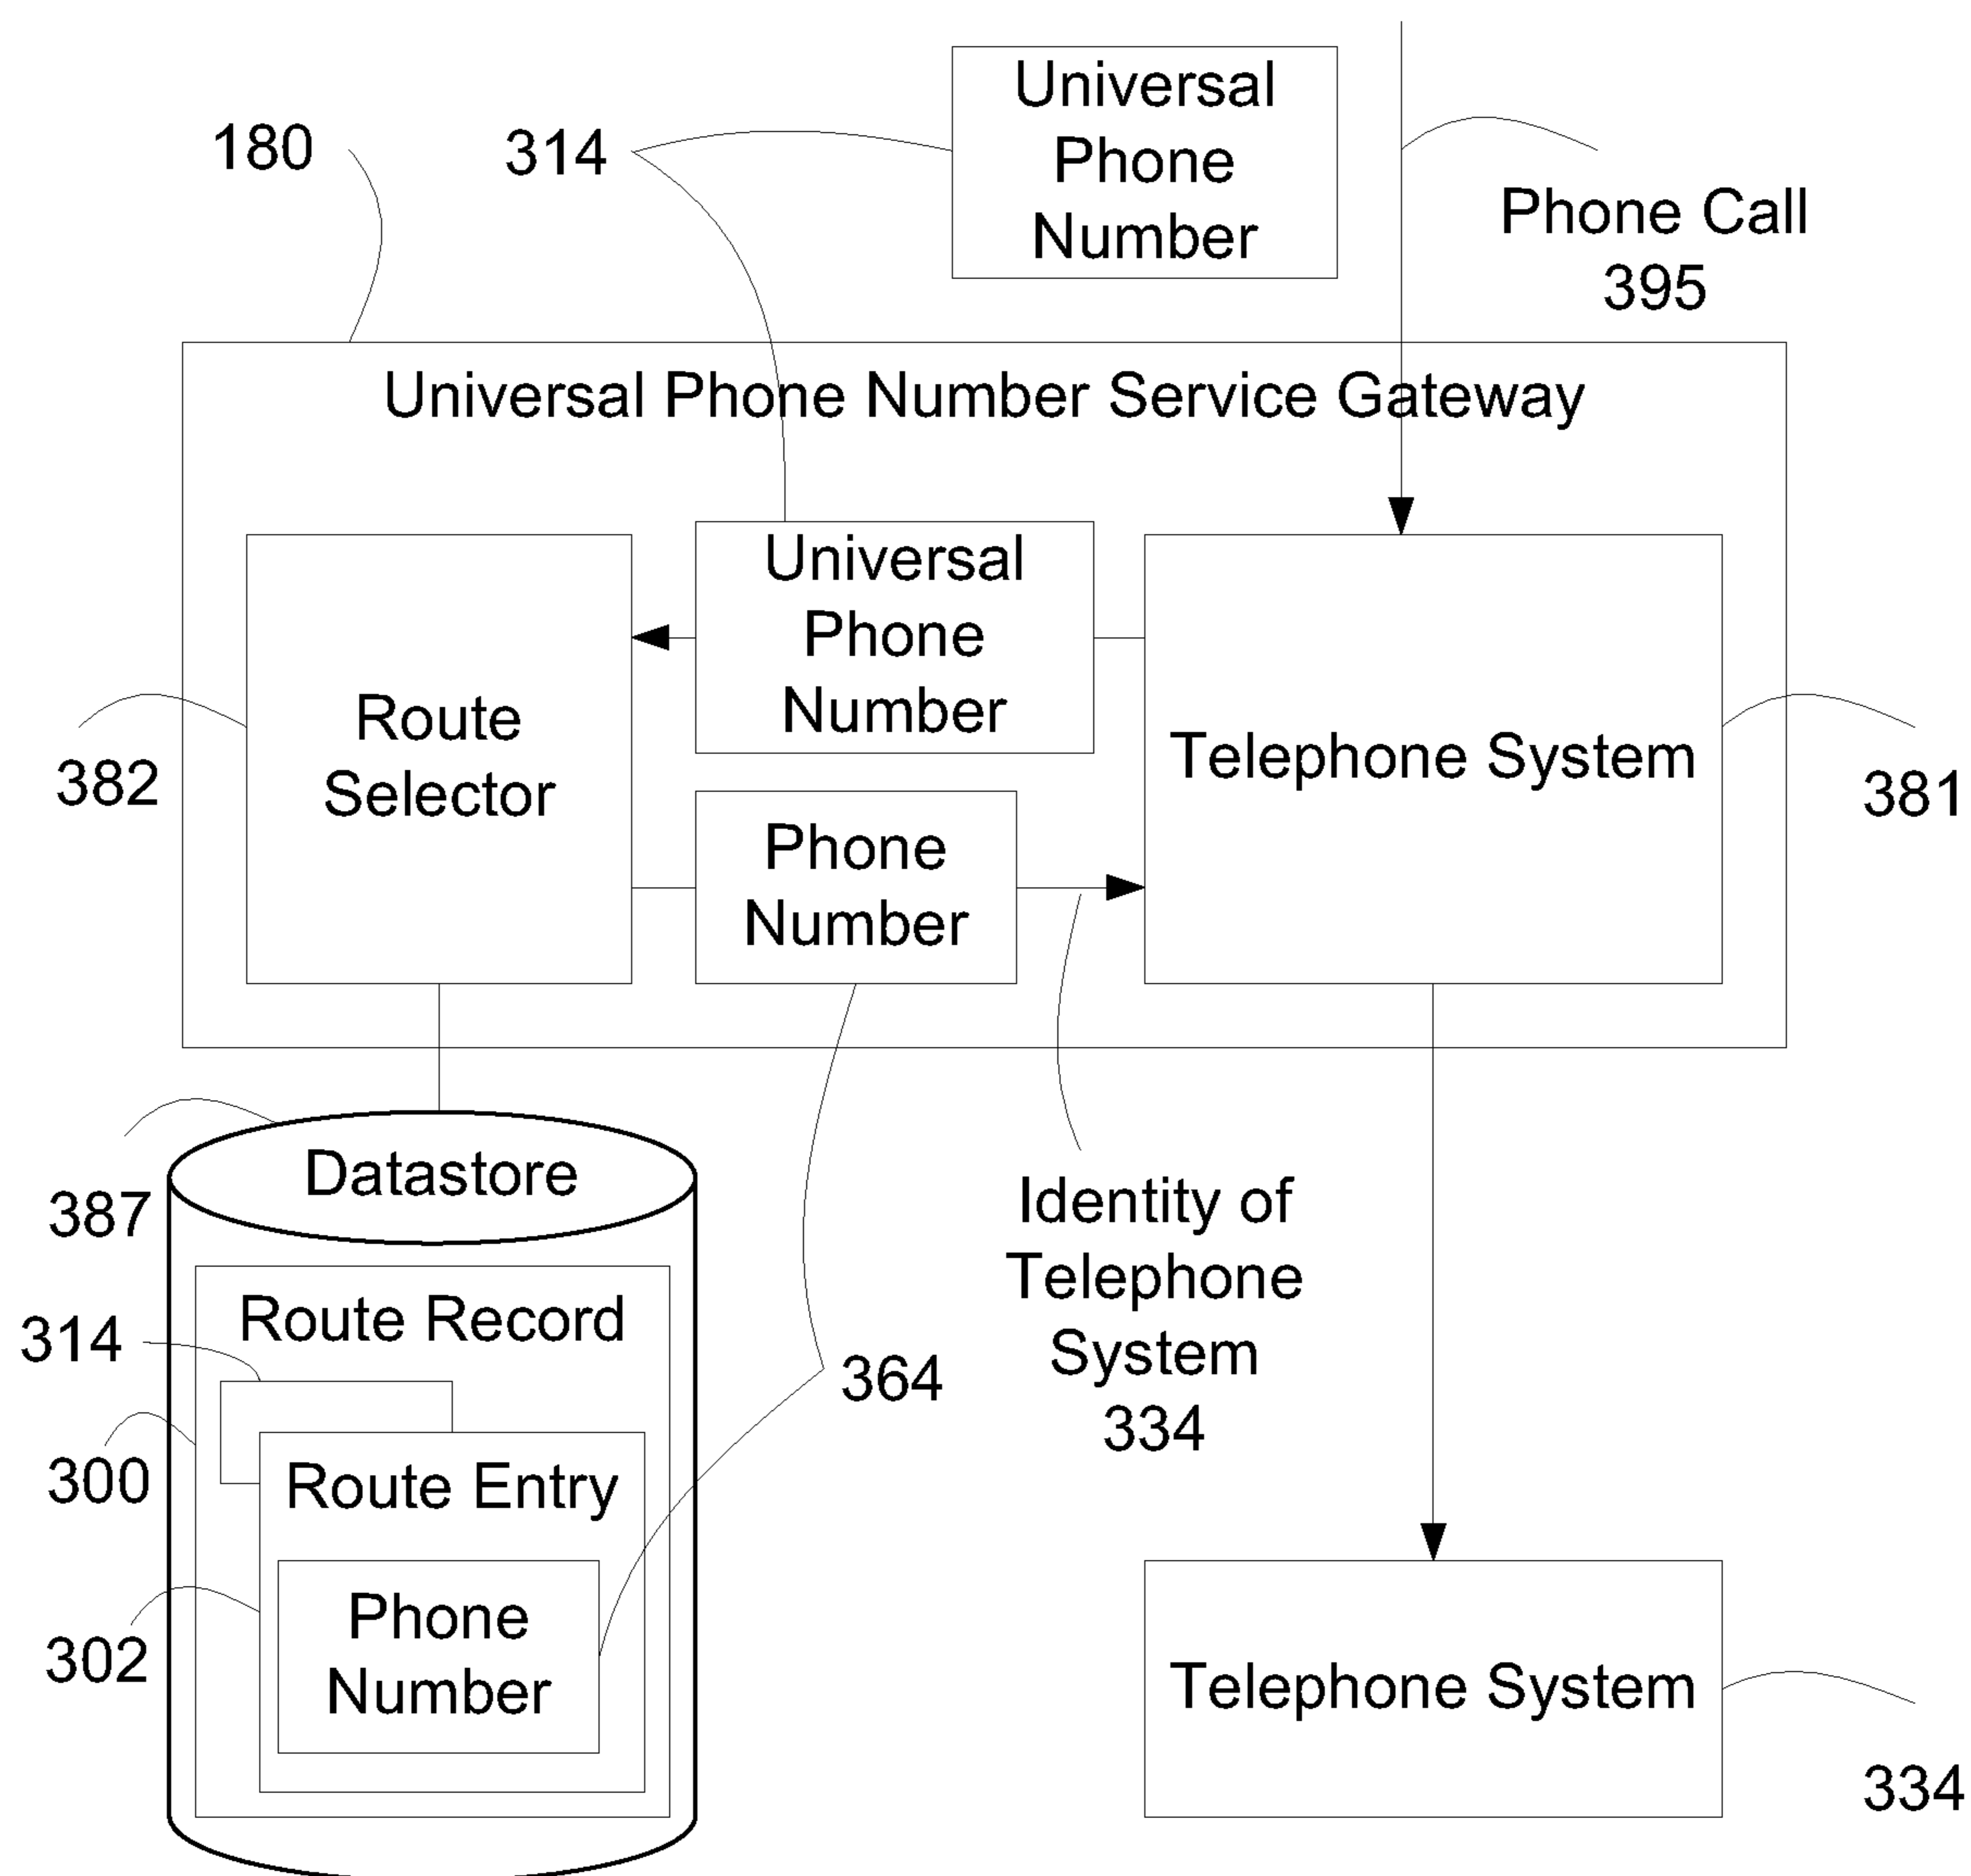 Universal
Phone
Number
180
314
Phone Call
395
Universal Phone Number Service Gateway
Universal
Phone
Number
Route
Selector
Telephone System
382
381
Phone
Number
Datastore
387
Identity of
Telephone
System
334
Route Record
314
364
300
Route Entry
302
Phone
Number
Telephone System
334